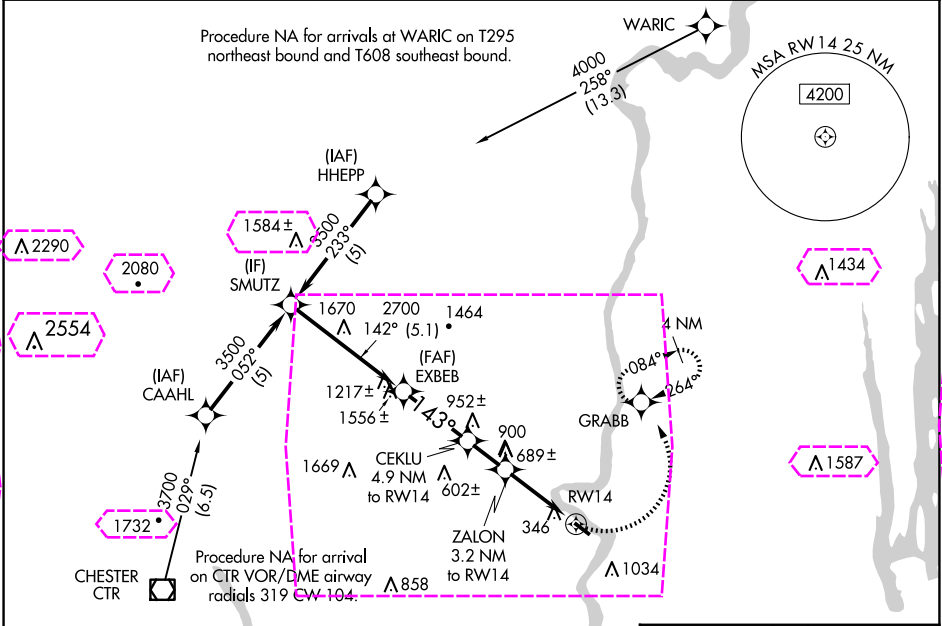 Procedure NA for arrivals at WARIC on T295
northeast bound and T608 southeast bound.
WARIC
4000
258°
(13.3)
MSA RW14 25 NM
4200
(IAF)
HHEPP
1584±
3500
233°
(5)
2290
2080
(IF)
SMUTZ
1434
2554
1670
2700
1464
142° (5.1)
4 NM
084°
264°
3500
052°
(5)
(IAF)
CAAHL
(FAF)
EXBEB
1217±
1556±
143°
952±
GRABB
900
689±
CEKLU
4.9 NM
to RW14
1669
602±
1587
RW14
346
3700
029°
(6.5)
1732
ZALON
3.2 NM
to RW14
1034
CHESTER
CTR
Procedure NA for arrival
on CTR VOR/DME airway
radials 319 CW 104.
858